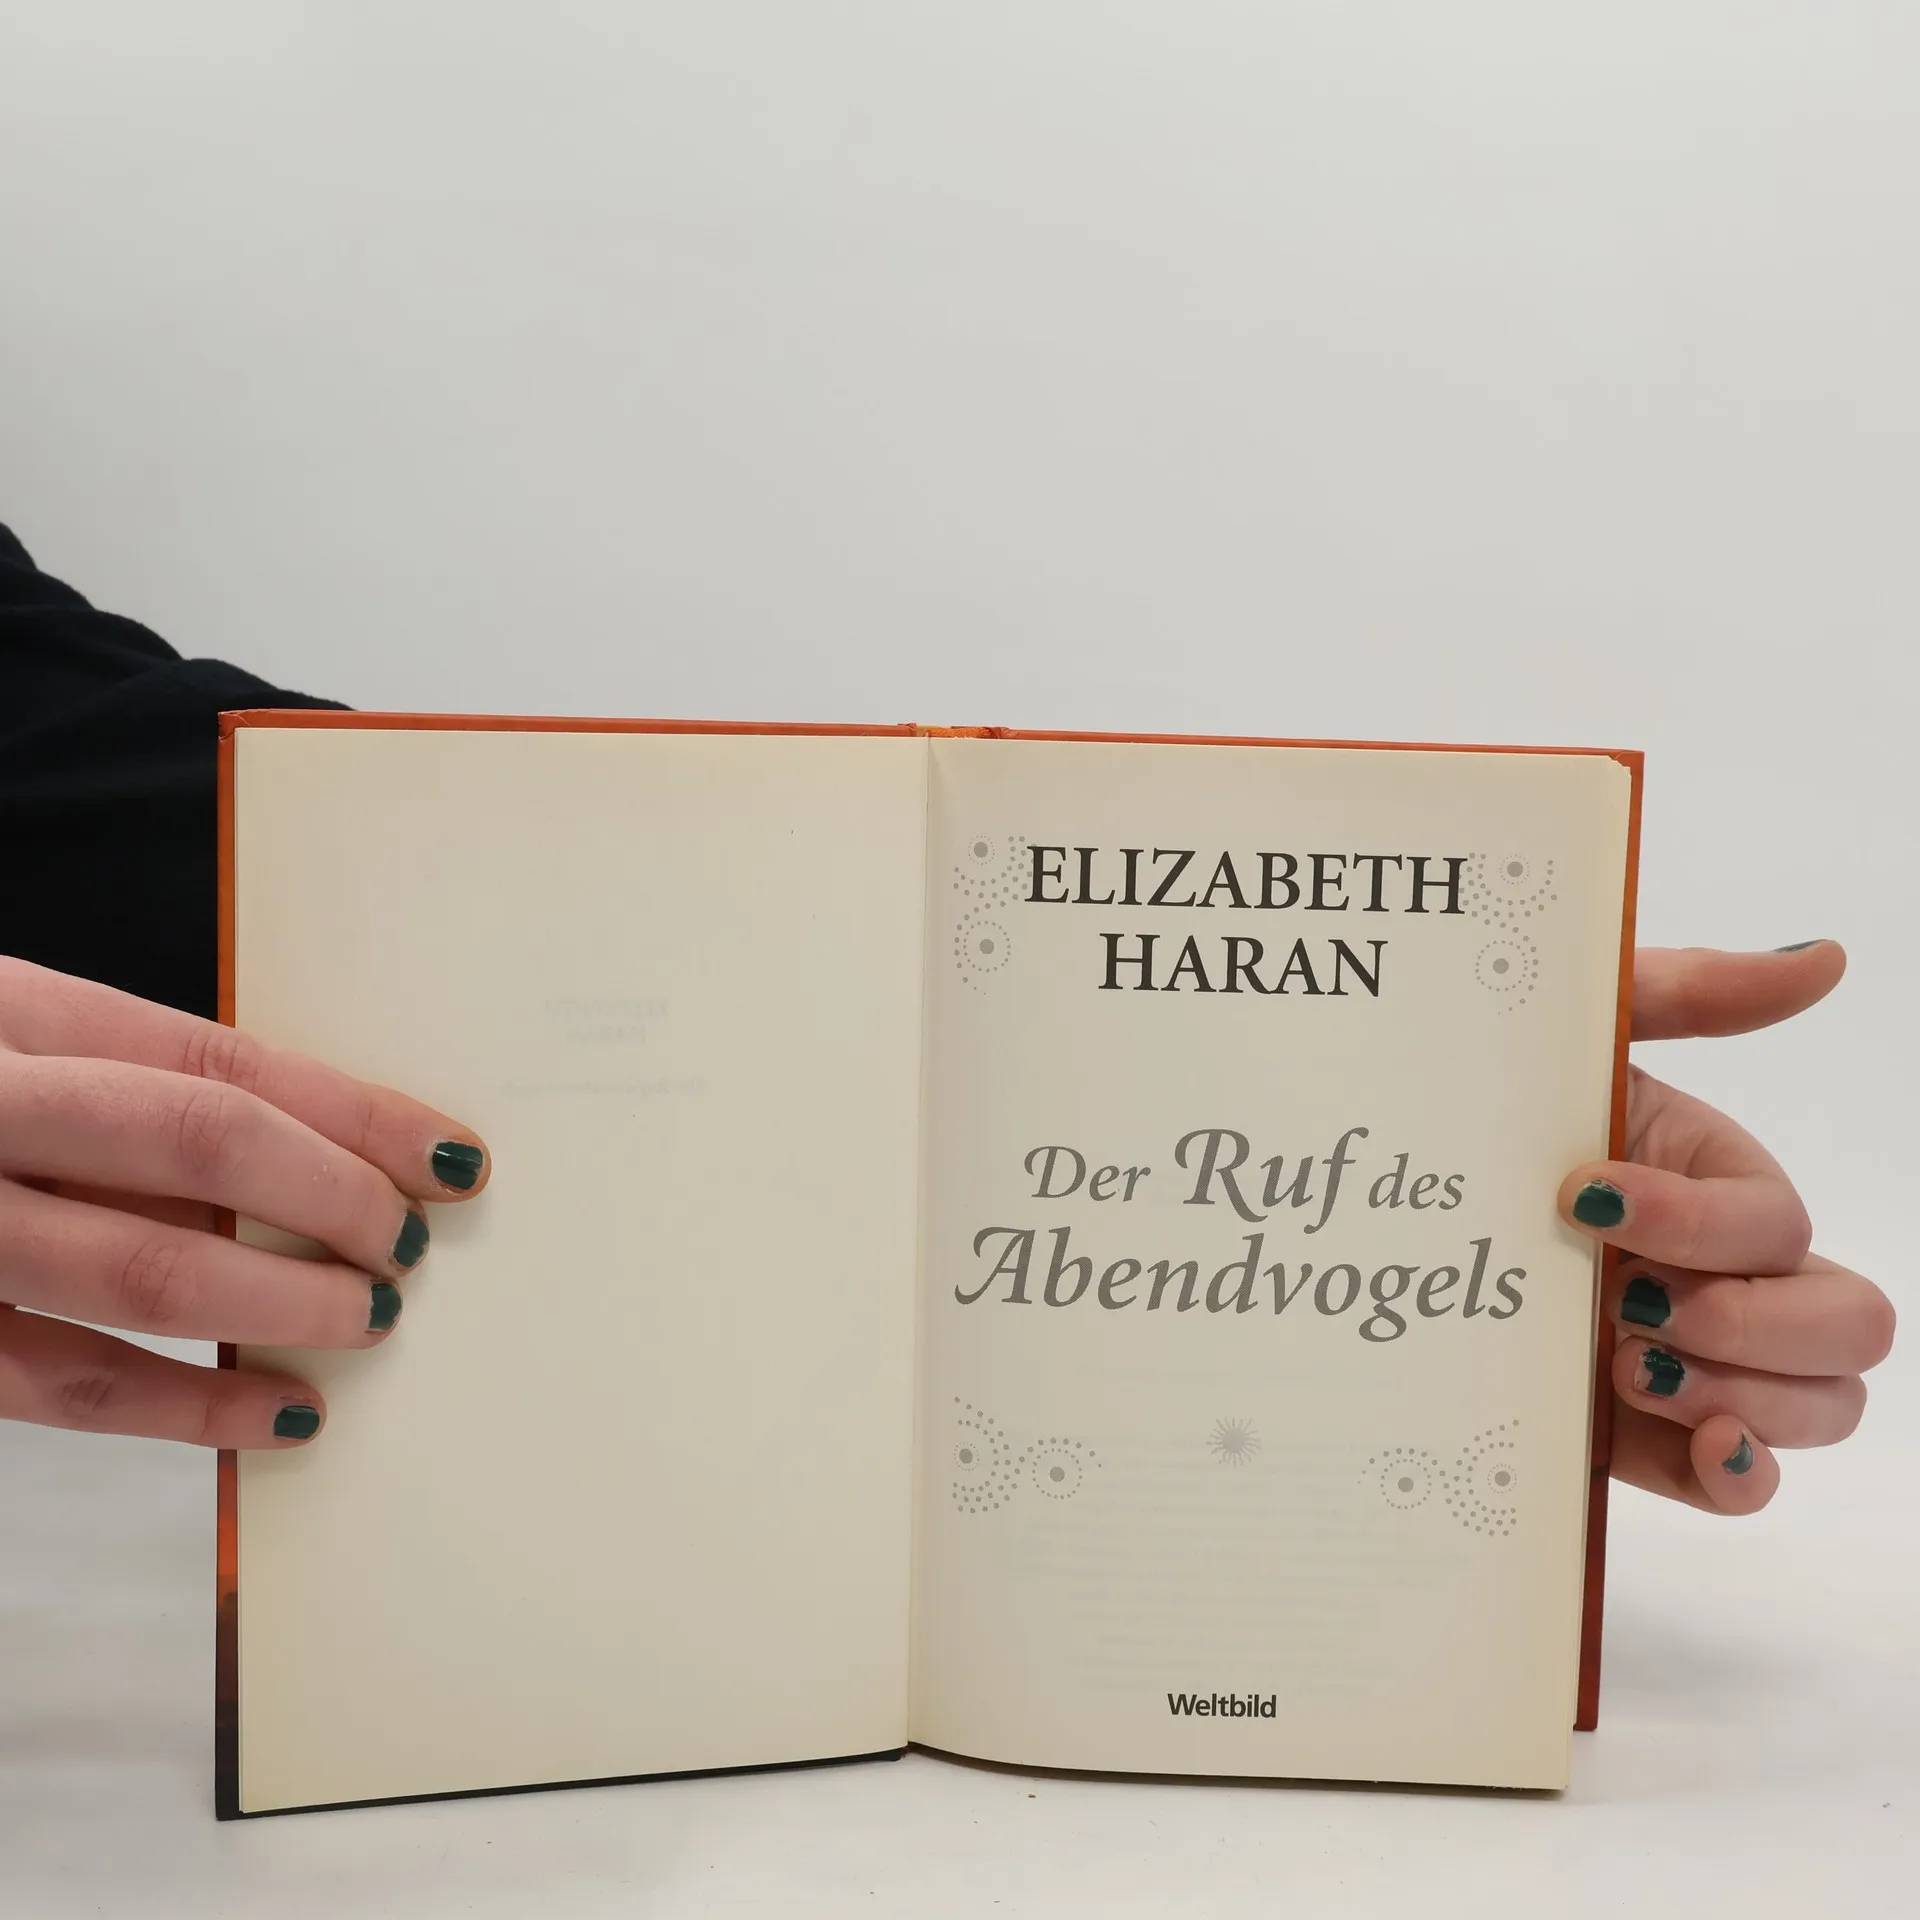 ELIZABETH
HARAN
Der Ruf des
Abendvogels
Weltbild